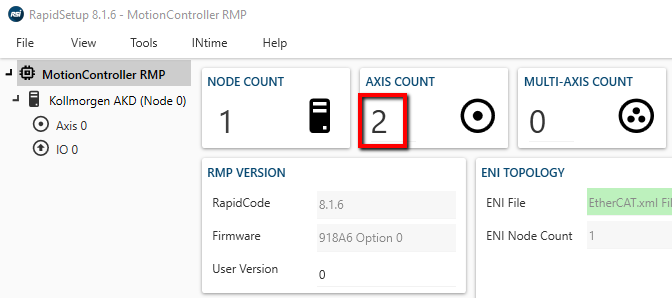 RSI RapidSetup 8.1.6 - MotionController RMP
File View Tools INtime Help
MotionController RMP
Kollmorgen AKD (Node 0)
Axis 0
IO 0
NODE COUNT
1
AXIS COUNT
2
MULTI-AXIS COUNT
0
RMP VERSION
RapidCode 8.1.6
Firmware 918A6 Option 0
User Version 0
ENI TOPOLOGY
ENI File EtherCAT.xml Fil
ENI Node Count 1